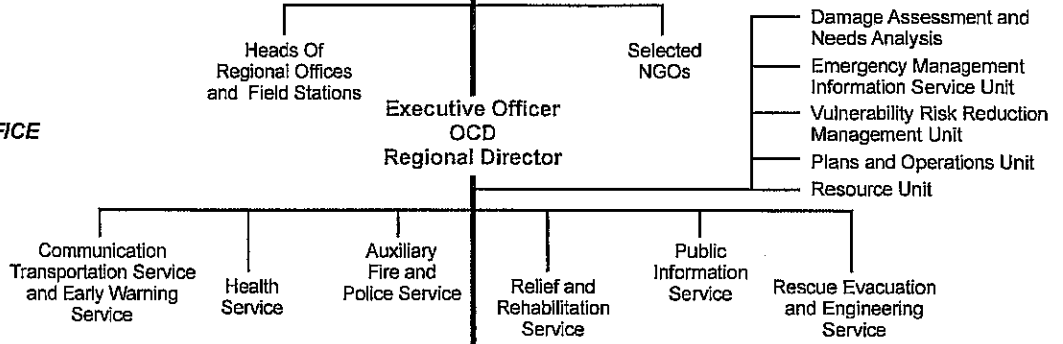 Heads Of
Regional Offices
and Field Stations
Selected
NGOs
Damage Assessment and
Needs Analysis
Emergency Management
Information Service Unit
Vulnerability Risk Reduction
Management Unit
Plans and Operations Unit
Resource Unit
Executive Officer
OCD
Regional Director
Communication
Transportation Service
and Early Warning
Service
Health
Service
Auxiliary
Fire and
Police Service
Relief and
Rehabilitation
Service
Public
Information
Service
Rescue Evacuation
and Engineering
Service